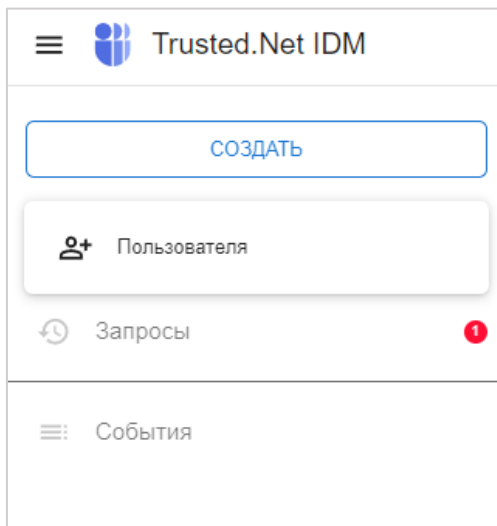 Trusted.Net IDM
СОЗДАТЬ
Пользователя
Запросы 1
События